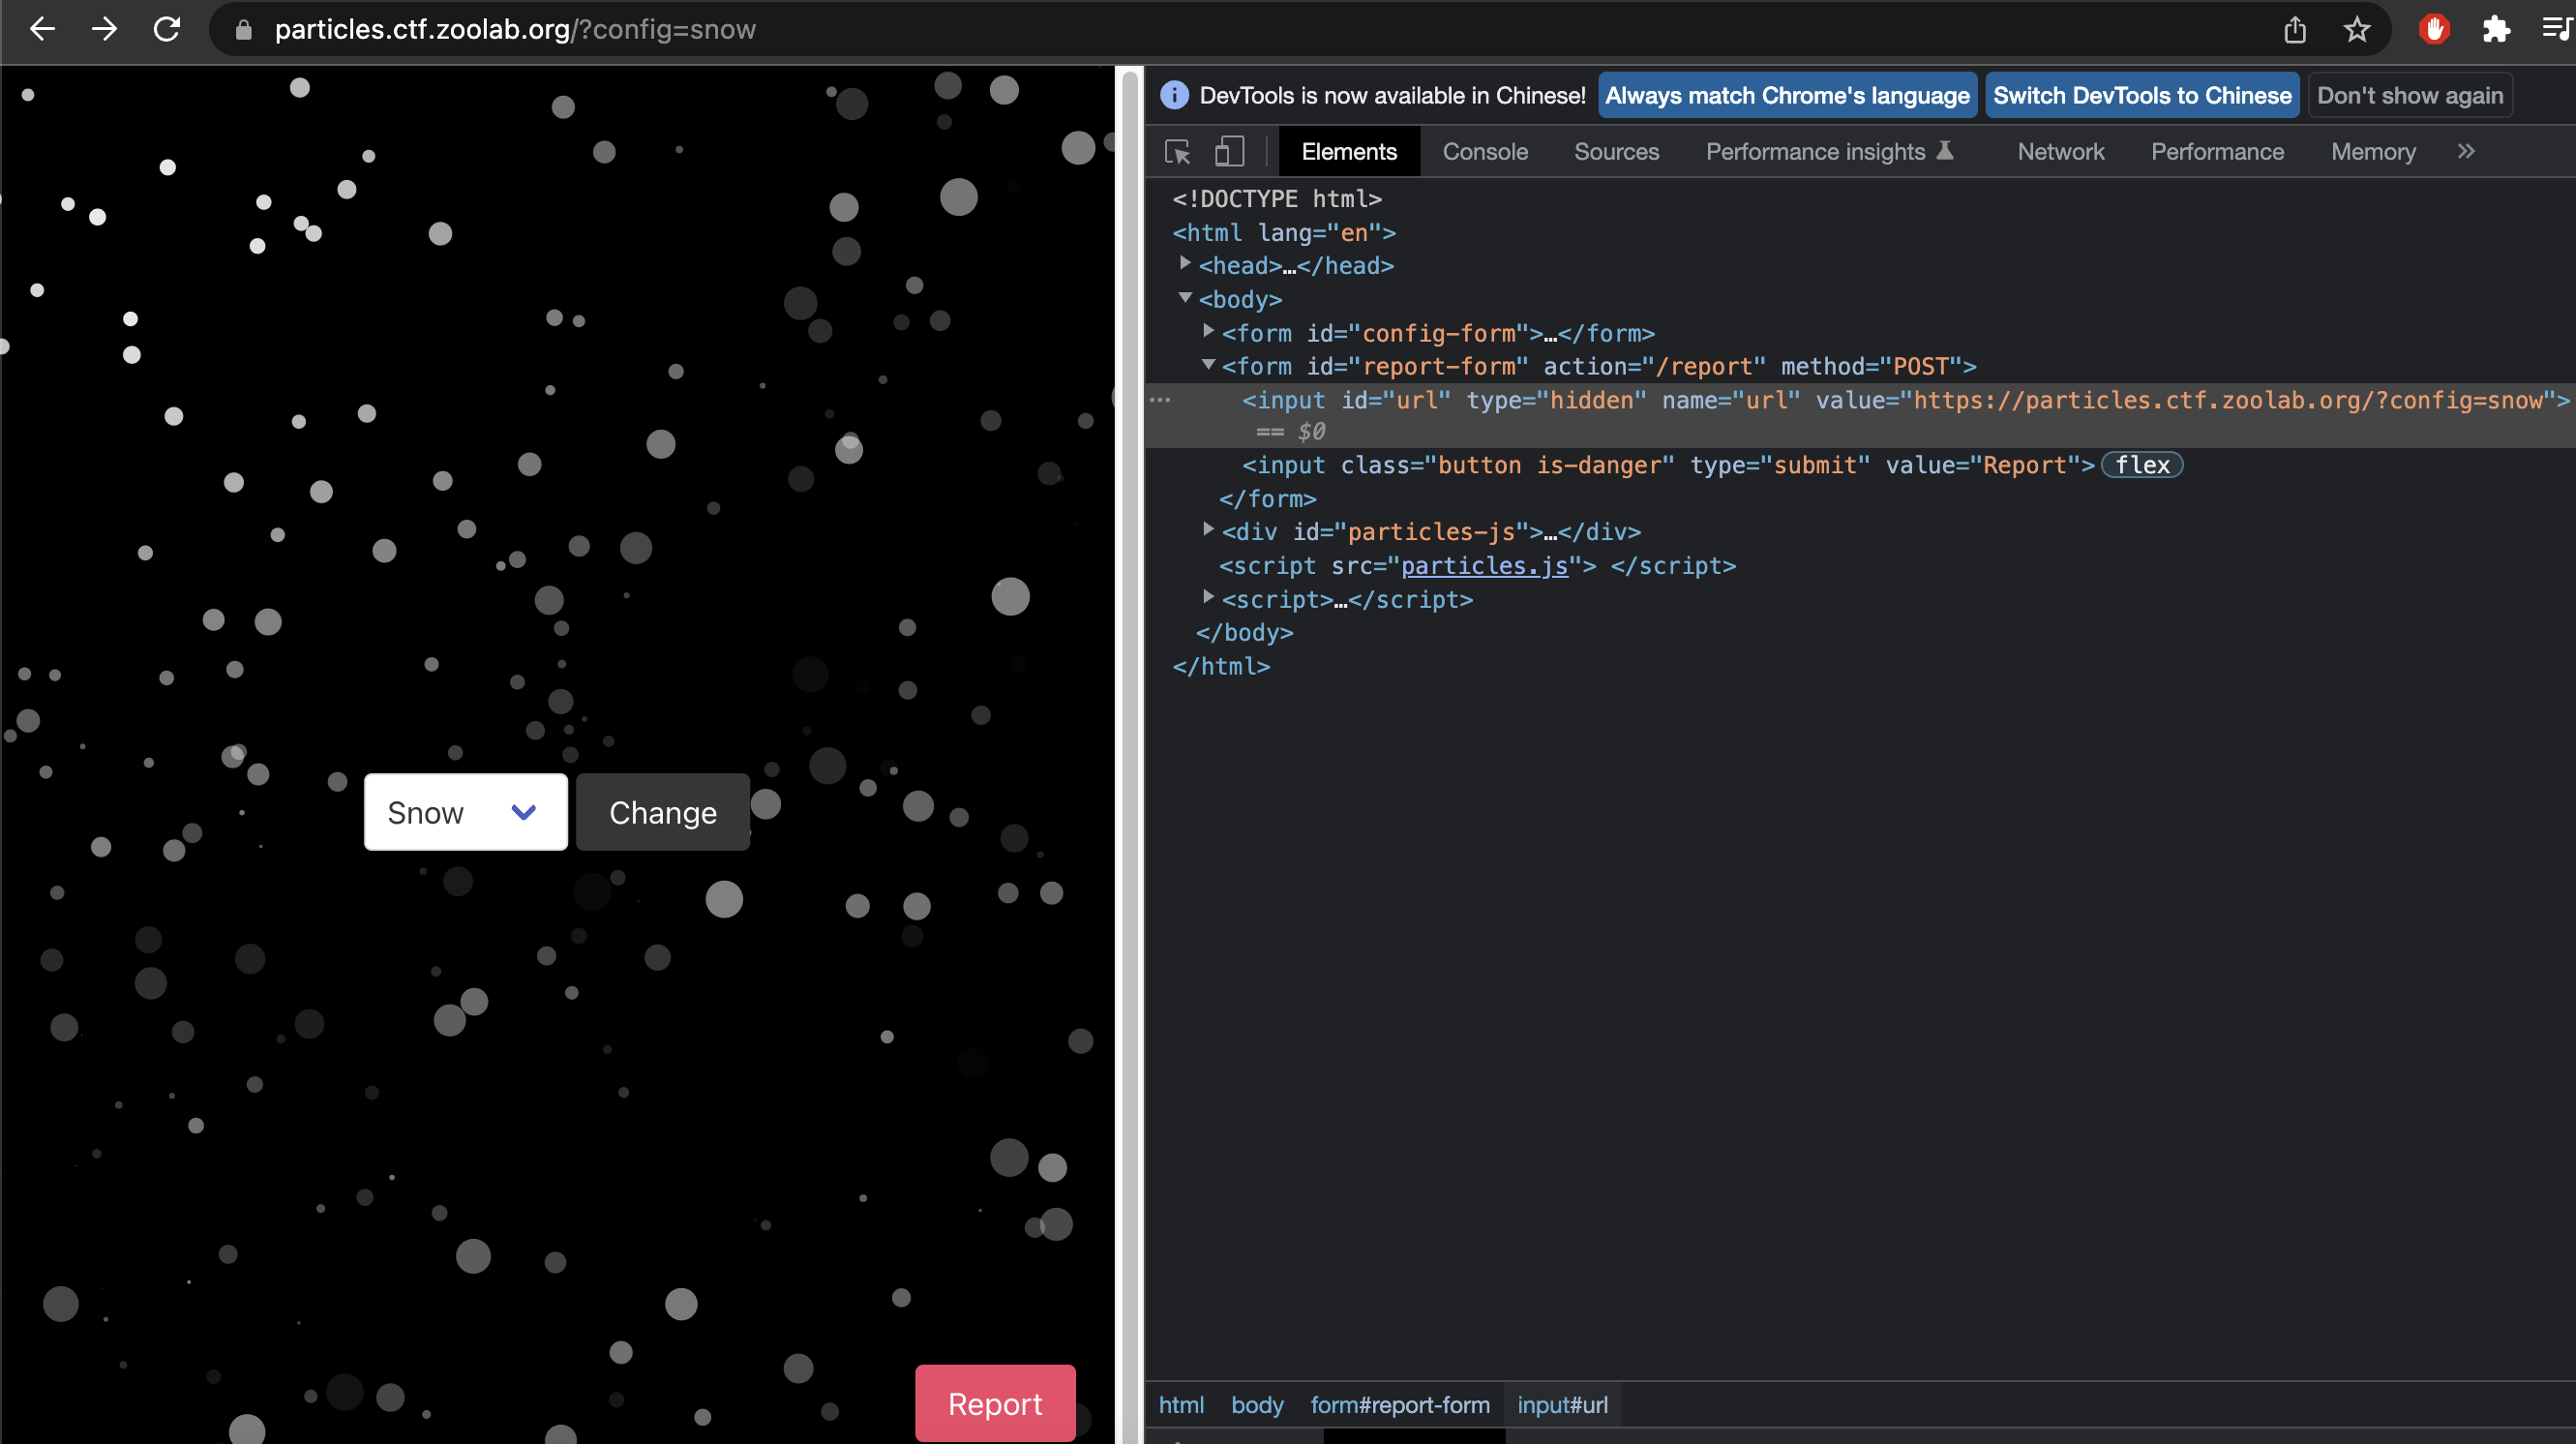 particles.ctf.zoolab.org/?config=snow
DevTools is now available in Chinese! Always match Chrome's language Switch DevTools to Chinese Don't show again
Elements Console Sources Performance insights Network Performance Memory »
<!DOCTYPE html>
<html lang="en">
<head>…</head>
<body>
<form id="config-form">…</form>
<form id="report-form" action="/report" method="POST">
<input id="url" type="hidden" name="url" value="https://particles.ctf.zoolab.org/?config=snow">
== $0
<input class="button is-danger" type="submit" value="Report"> flex
</form>
<div id="particles-js">…</div>
<script src="particles.js"> </script>
<script>…</script>
</body>
</html>
Snow Change
Report
html body form#report-form input#url